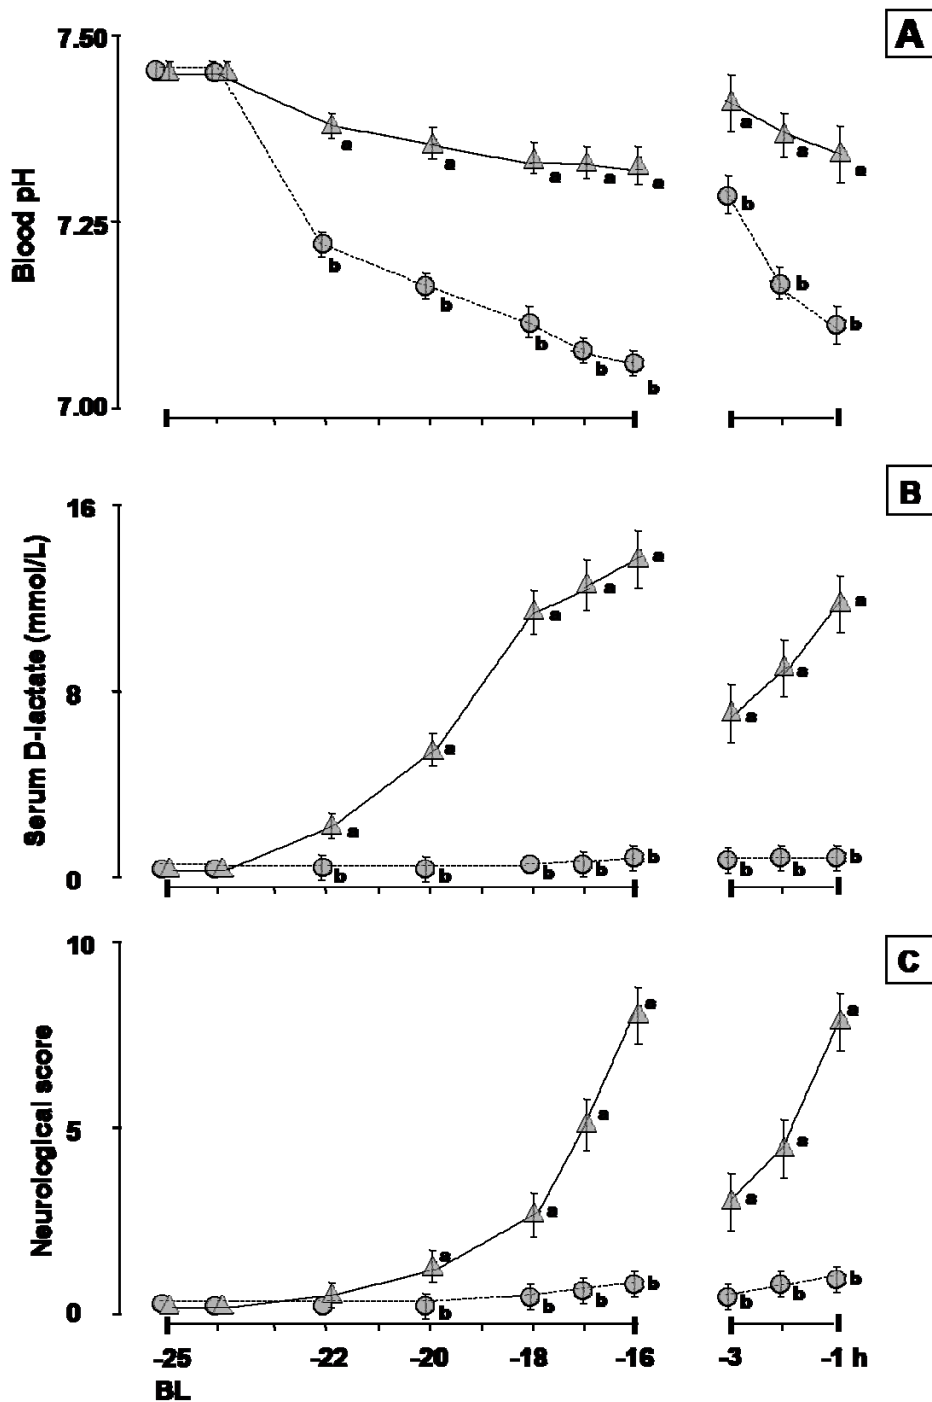 A
7.50
7.25
7.00
Blood pH
a a a a a
b b b b b
a a a
b b b
B
16
8
0
Serum D-lactate (mmol/L)
a a a a a
b b b b b
a a a
b b b
C
10
5
0
Neurological score
a a a a
b b b b
a a a
b b b
–25 –22 –20 –18 –16 –3 –1 h
BL